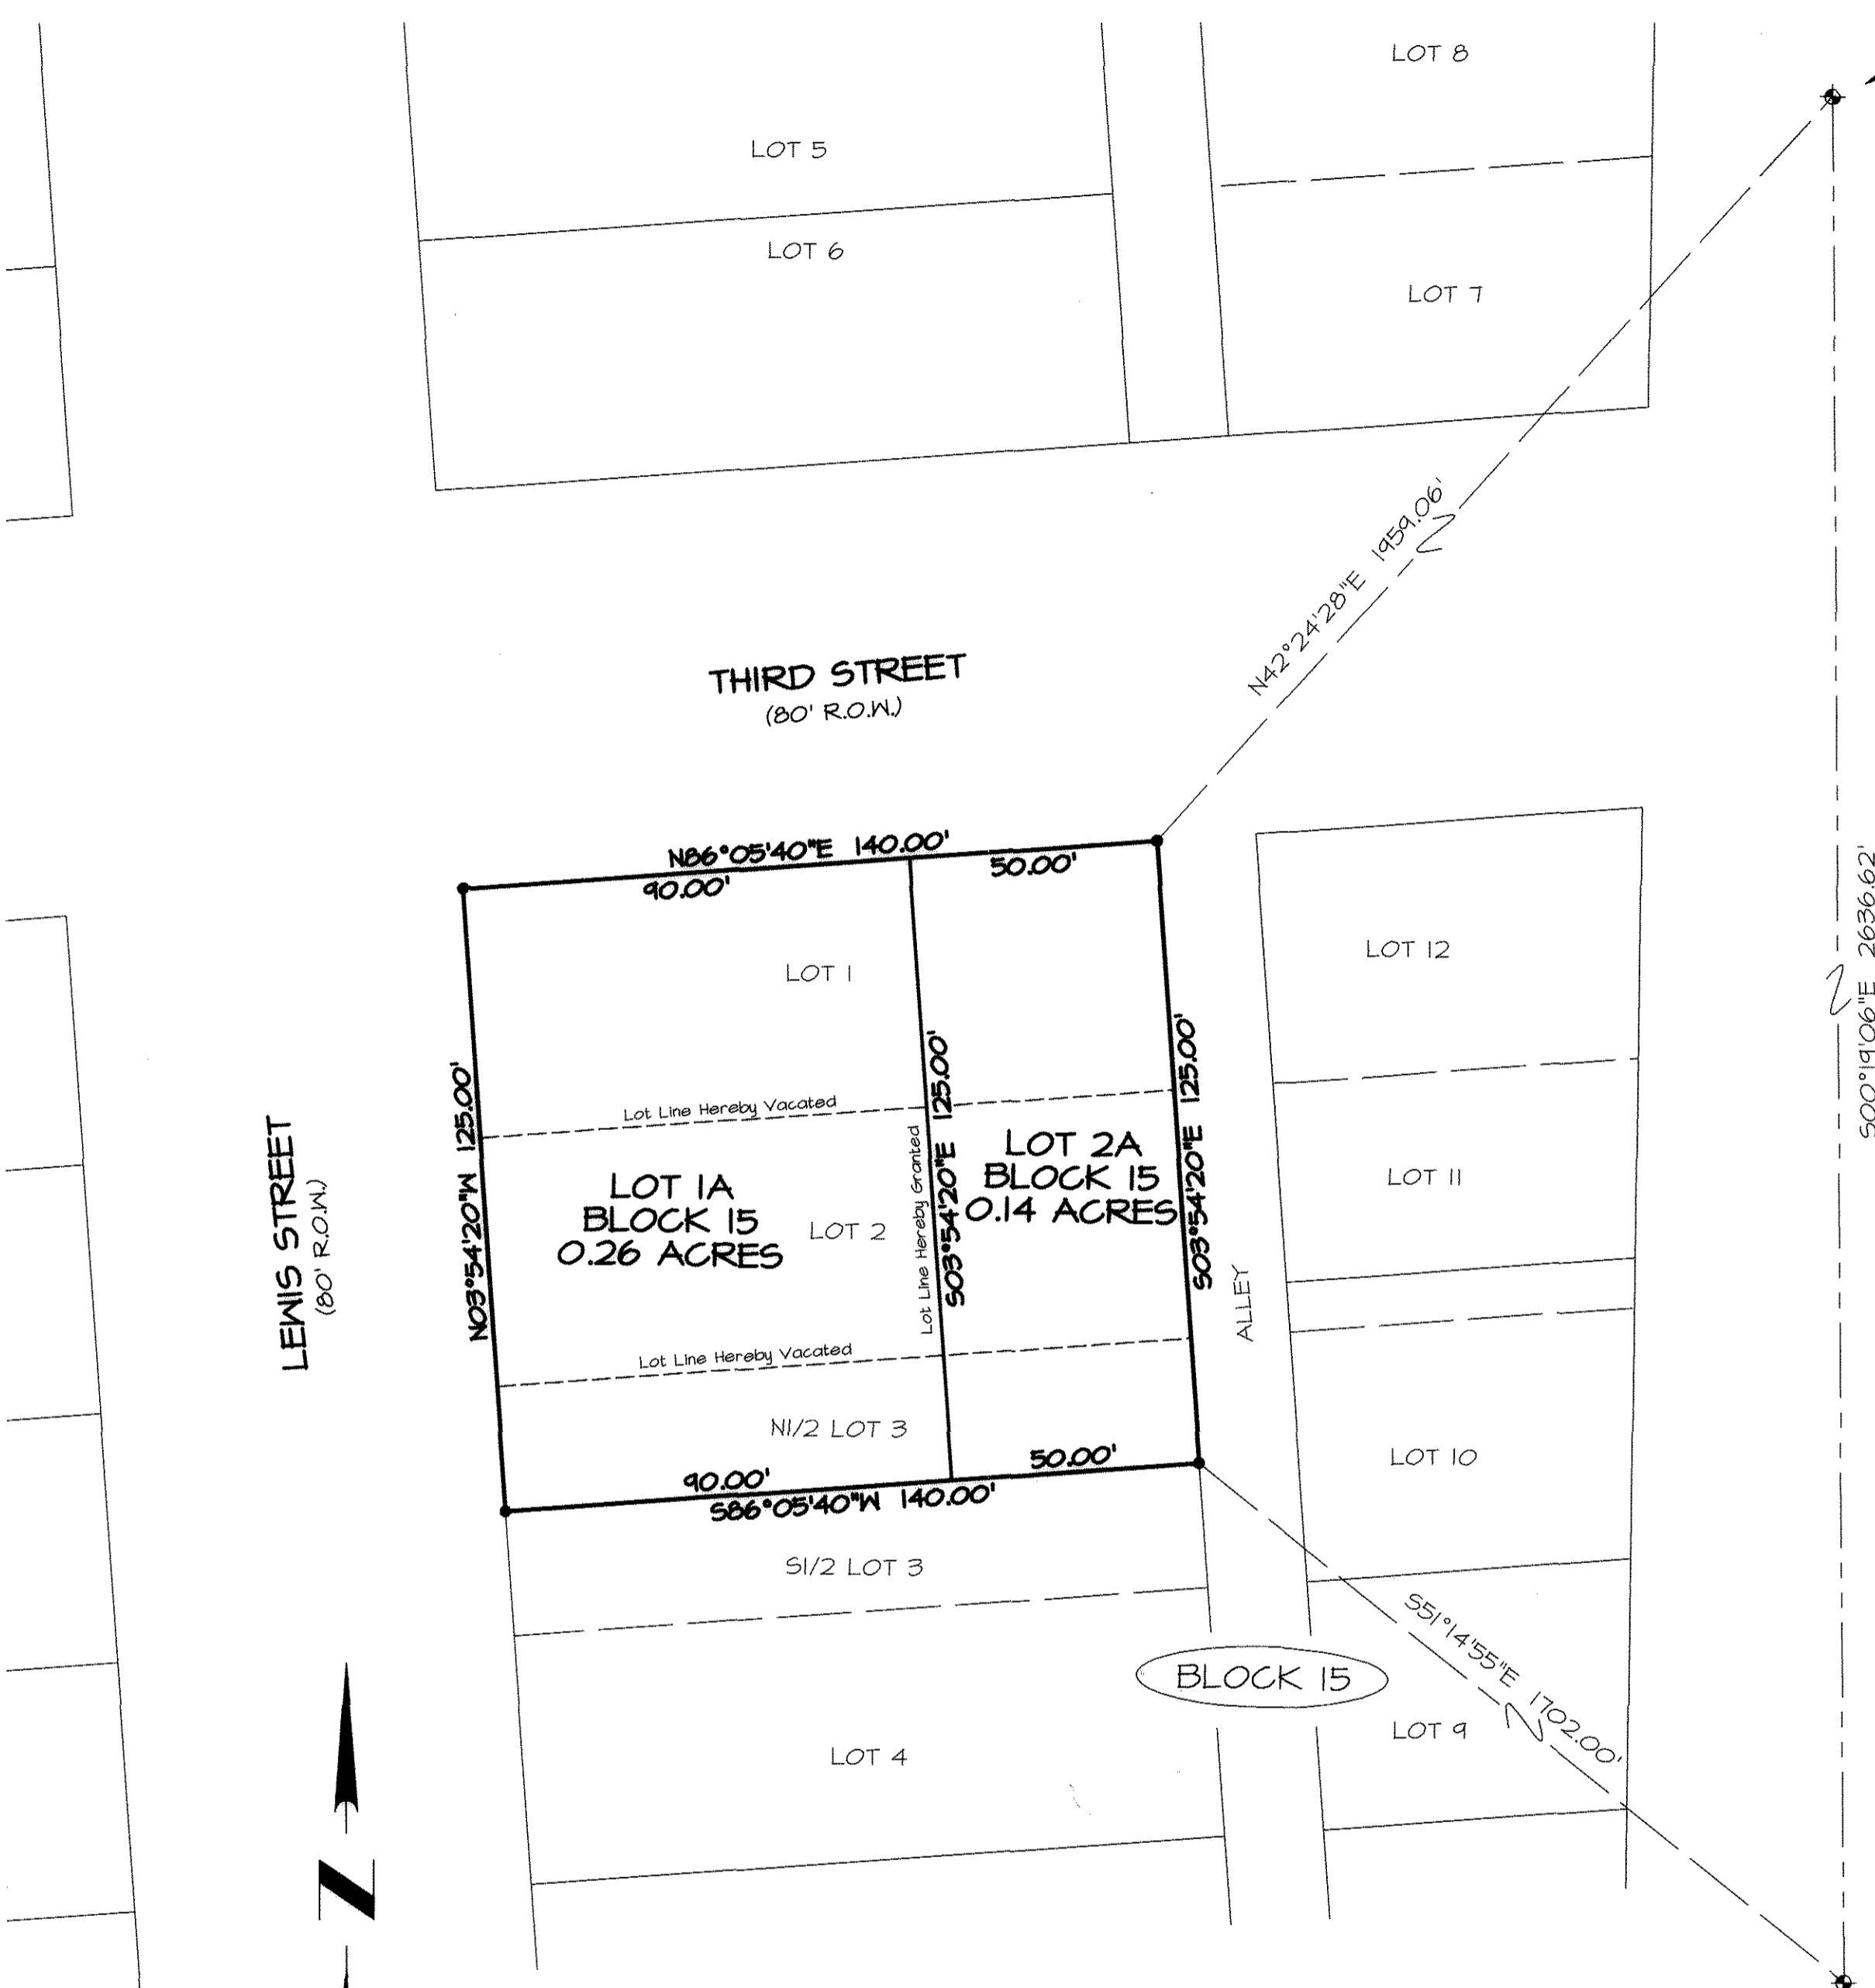 LOT 8
LOT 5
LOT 6
LOT 7
N42°24'28"E 1959.06'
THIRD STREET
(80' R.O.W.)
N86°05'40"E 140.00'
90.00'
50.00'
S00°19'06"E 2636.62'
LOT 1
LOT 12
N03°54'20"W 125.00'
Lot Line Hereby Vacated
S03°54'20"E 125.00'
Lot Line Hereby Granted
S03°54'20"E 125.00'
LEWIS STREET
(80' R.O.W.)
LOT 1A
BLOCK 15
0.26 ACRES
LOT 2
LOT 2A
BLOCK 15
0.14 ACRES
LOT 11
ALLEY
Lot Line Hereby Vacated
N1/2 LOT 3
LOT 10
90.00'
50.00'
S86°05'40"W 140.00'
S1/2 LOT 3
S51°14'55"E 1702.00'
BLOCK 15
LOT 9
LOT 4
N